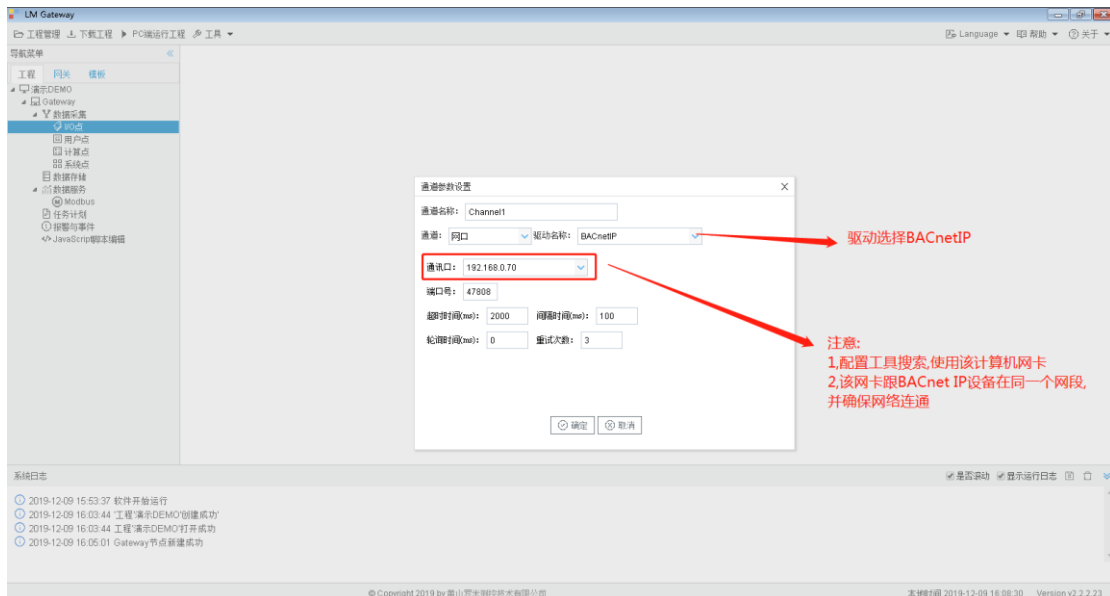 LM Gateway
工程管理 下载工程 PC端运行工程 工具 Language 帮助 关于
导航菜单
工程 网关 模板
演示DEMO
Gateway
数据采集
I/O点
用户点
计算点
系统点
数据存储
数据服务
Modbus
任务计划
报警与事件
JavaScrip脚本编辑
通道参数设置
通道名称: Channel1
通道: 网口 驱动名称: BACnetIP
通讯口: 192.168.0.70
端口号: 47808
超时时间(ms): 2000 间隔时间(ms): 100
轮询时间(ms): 0 重试次数: 3
确定 取消
驱动选择BACnetIP
注意:
1,配置工具搜索,使用该计算机网卡
2,该网卡跟BACnet IP设备在同一个网段,
并确保网络连通
系统日志 是否滚动 显示运行日志
2019-12-09 15:53:37 软件开始运行
2019-12-09 16:03:44 '工程'演示DEMO'创建成功'
2019-12-09 16:03:44 工程'演示DEMO'打开成功
2019-12-09 16:05:01 Gateway节点新建成功
© Copyright 2019 by 黄山罗米测控技术有限公司 本地时间 2019-12-09 16:08:30 Version v2.2.2.23